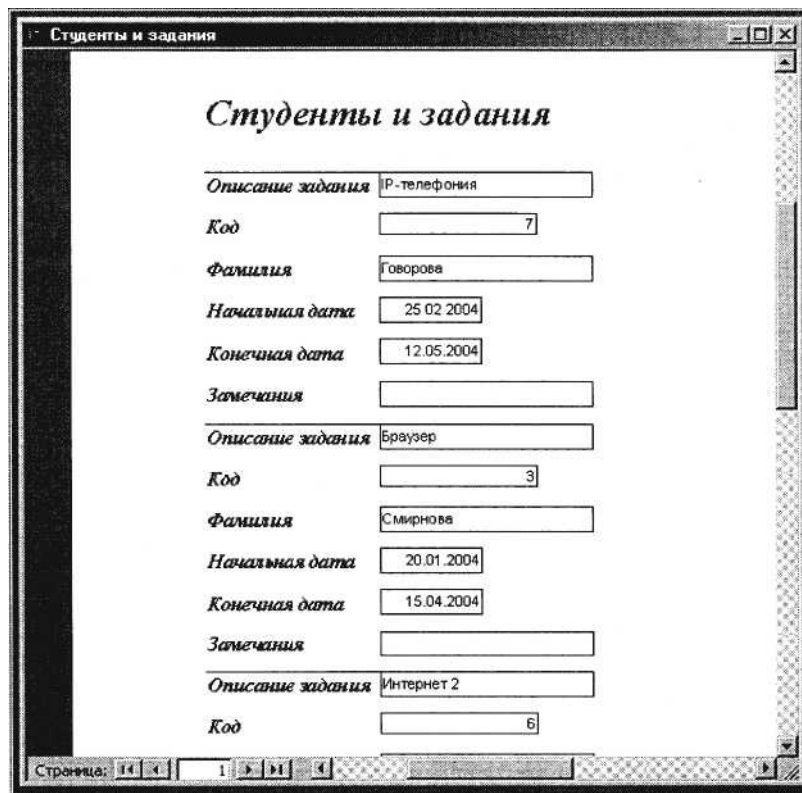 Студенты и задания
Студенты и задания
Описание задания IP-телефония
Код 7
Фамилия Говорова
Начальная дата 25 02 2004
Конечная дата 12.05.2004
Замечания
Описание задания Браузер
Код 3
Фамилия Смирнова
Начальная дата 20.01.2004
Конечная дата 15.04.2004
Замечания
Описание задания Интернет 2
Код 6
Страница: 1